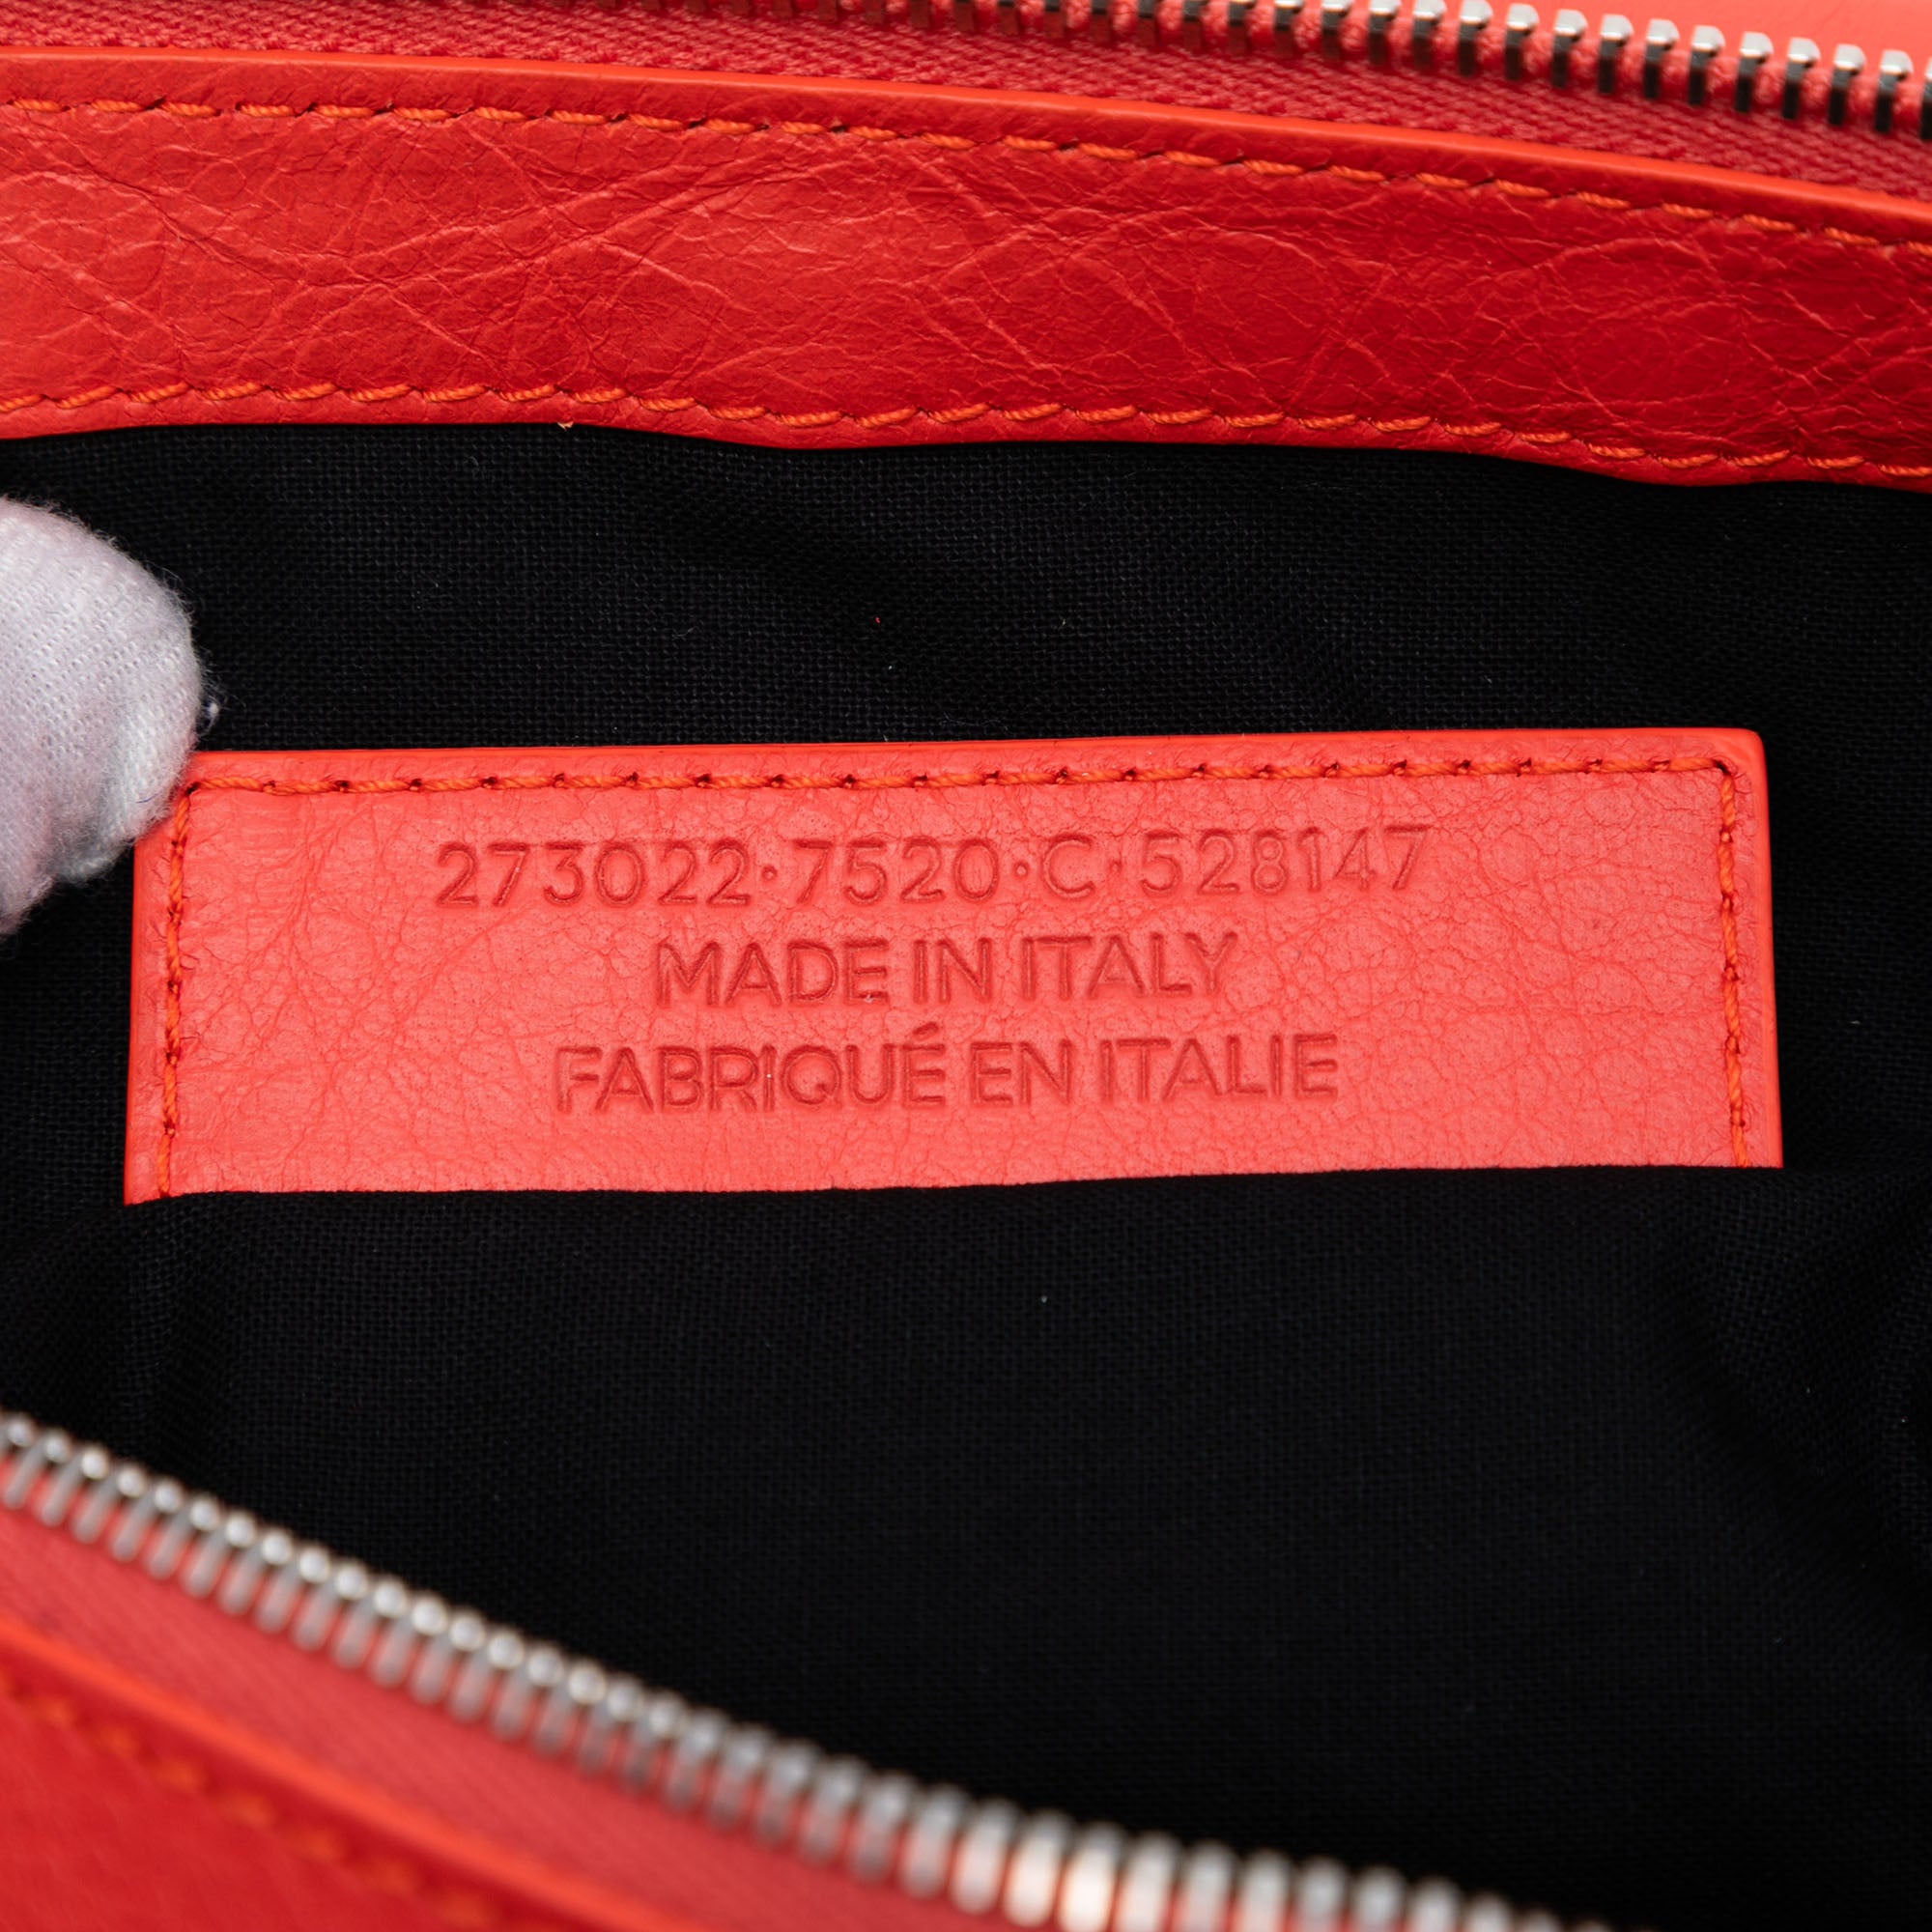 273022·7520·C·528147
MADE IN ITALY
FABRIQUÉ EN ITALIE